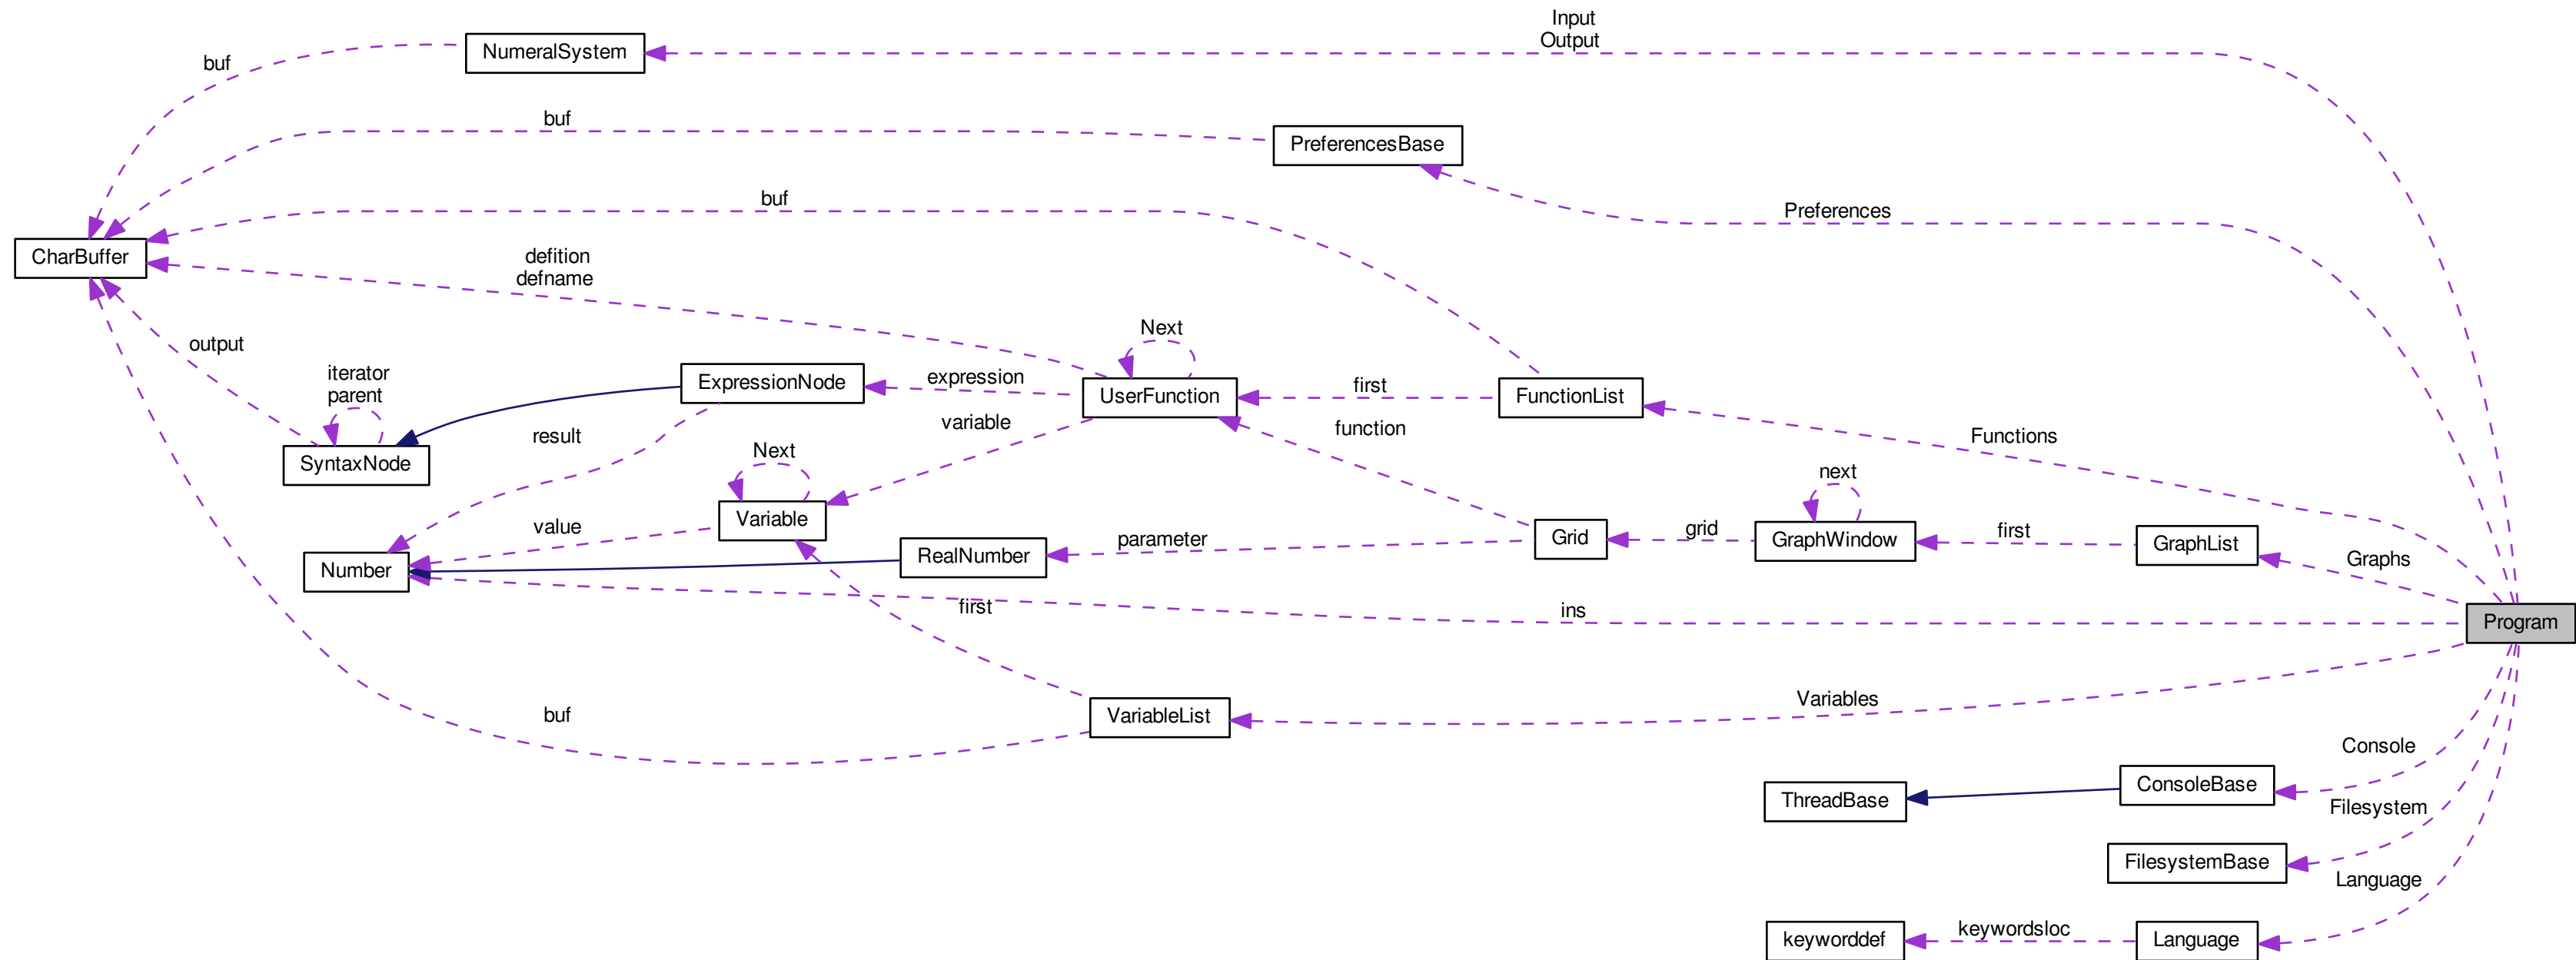 Input
Output
NumeralSystem
buf
buf
PreferencesBase
buf
Preferences
CharBuffer
defition
defname
Next
output
iterator
parent
ExpressionNode
expression
UserFunction
first
FunctionList
result
variable
function
Functions
SyntaxNode
Next
next
Variable
value
Number
RealNumber
parameter
Grid
grid
GraphWindow
first
GraphList
Graphs
first
ins
Program
buf
VariableList
Variables
Console
ThreadBase
ConsoleBase
Filesystem
FilesystemBase
Language
keyworddef
keywordsloc
Language